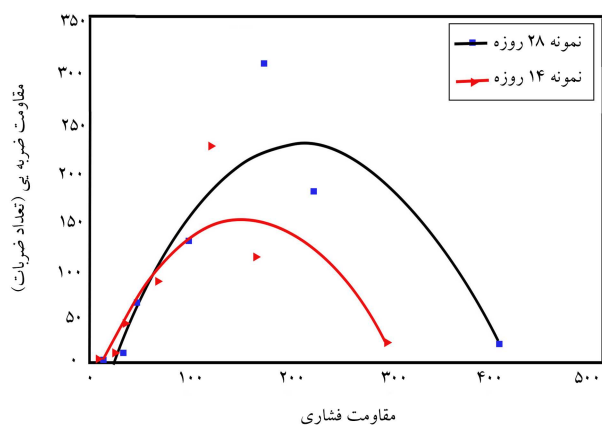 نمونه ۲۸ روزه
نمونه ۱۴ روزه
مقاومت ضربه یی (تعداد ضربات)
۳۵۰
۳۰۰
۲۵۰
۲۰۰
۱۵۰
۱۰۰
۵۰
۰
۰ ۱۰۰ ۲۰۰ ۳۰۰ ۴۰۰ ۵۰۰
مقاومت فشاری